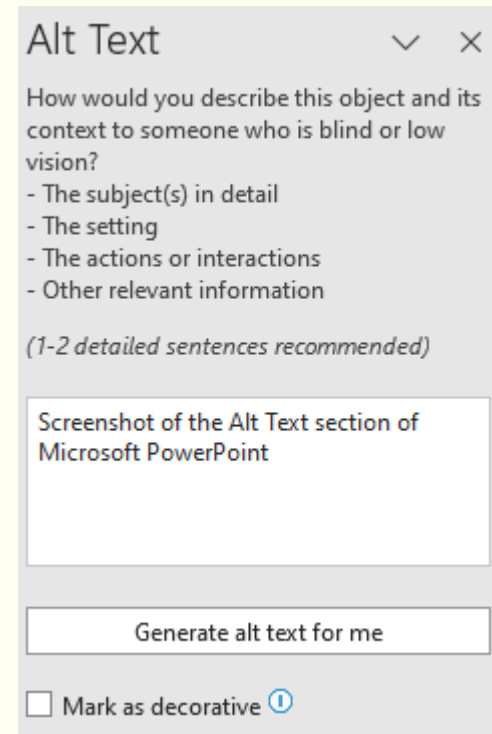 Alt Text
How would you describe this object and its
context to someone who is blind or low
vision?
- The subject(s) in detail
- The setting
- The actions or interactions
- Other relevant information
(1-2 detailed sentences recommended)
Screenshot of the Alt Text section of
Microsoft PowerPoint
Generate alt text for me
Mark as decorative